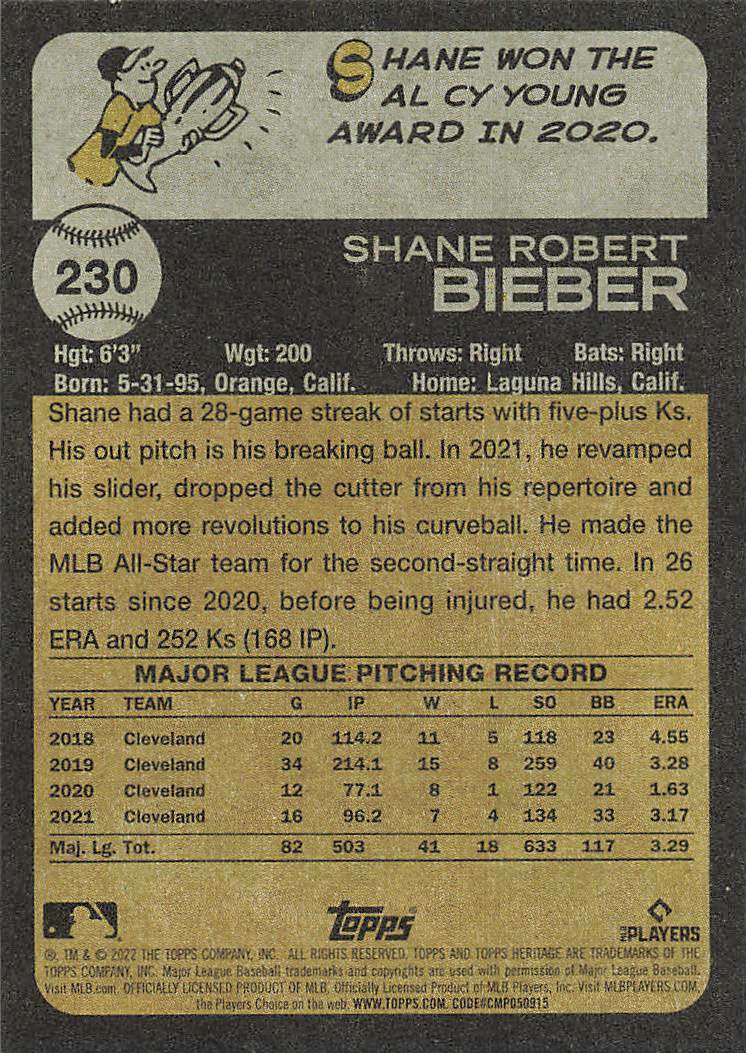 SHANE WON THE
AL CY YOUNG
AWARD IN 2020.
230
SHANE ROBERT
BIEBER
Hgt: 6'3" Wgt: 200 Throws: Right Bats: Right
Born: 5-31-95, Orange, Calif. Home: Laguna Hills, Calif.
Shane had a 28-game streak of starts with five-plus Ks.
His out pitch is his breaking ball. In 2021, he revamped
his slider, dropped the cutter from his repertoire and
added more revolutions to his curveball. He made the
MLB All-Star team for the second-straight time. In 26
starts since 2020, before being injured, he had 2.52
ERA and 252 Ks (168 IP).
MAJOR LEAGUE PITCHING RECORD
YEAR TEAM G IP W L SO BB ERA
2018 Cleveland 20 114.2 11 5 118 23 4.55
2019 Cleveland 34 214.1 15 8 259 40 3.28
2020 Cleveland 12 77.1 8 1 122 21 1.63
2021 Cleveland 16 96.2 7 4 134 33 3.17
Maj. Lg. Tot. 82 503 41 18 633 117 3.29
TOPPS
MLB PLAYERS
®, TM & © 2022 THE TOPPS COMPANY, INC. ALL RIGHTS RESERVED. TOPPS AND TOPPS HERITAGE ARE TRADEMARKS OF THE
TOPPS COMPANY, INC. Major League Baseball trademarks and copyrights are used with permission of Major League Baseball.
Visit MLB.com. OFFICIALLY LICENSED PRODUCT OF MLB. Officially Licensed Product of MLB Players, Inc. Visit MLBPLAYERS.COM,
the Players Choice on the web. WWW.TOPPS.COM. CODE#CMP050915